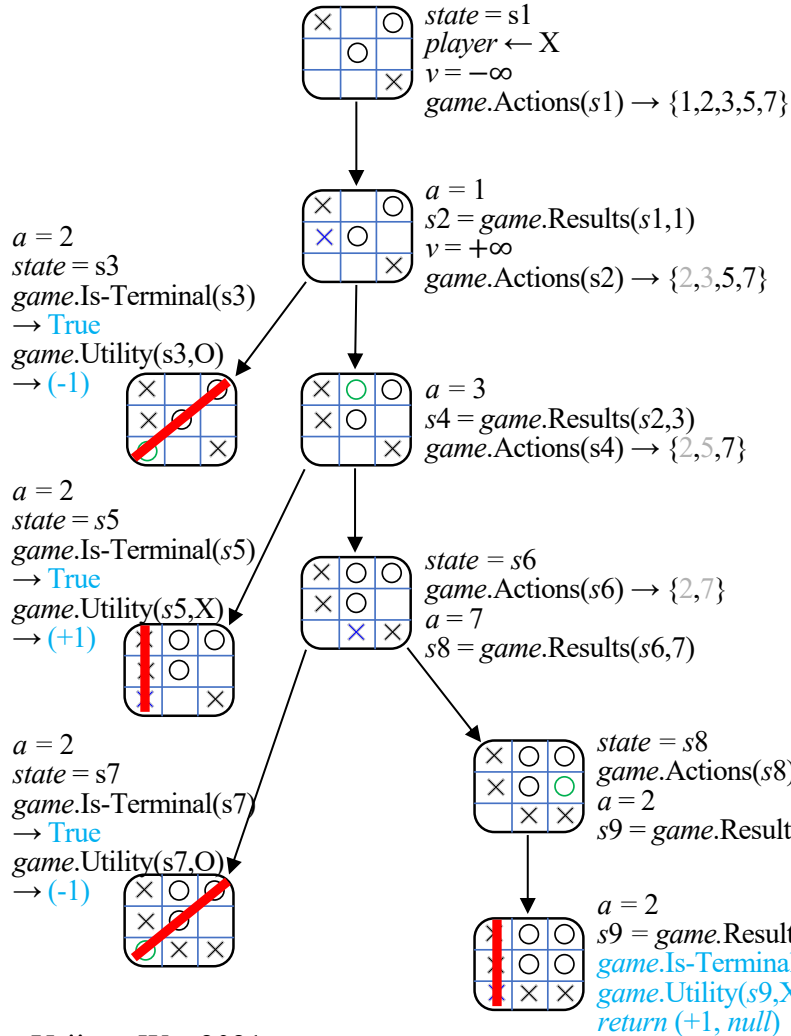 state = s1
player ← X
v = −∞
game.Actions(s1) → {1,2,3,5,7}
a = 1
s2 = game.Results(s1,1)
v = +∞
game.Actions(s2) → {2,3,5,7}
a = 2
state = s3
game.Is-Terminal(s3)
→ True
game.Utility(s3,O)
→ (-1)
a = 3
s4 = game.Results(s2,3)
game.Actions(s4) → {2,5,7}
a = 2
state = s5
game.Is-Terminal(s5)
→ True
game.Utility(s5,X)
→ (+1)
state = s6
game.Actions(s6) → {2,7}
a = 7
s8 = game.Results(s6,7)
a = 2
state = s7
game.Is-Terminal(s7)
→ True
game.Utility(s7,O)
→ (-1)
state = s8
game.Actions(s8)
a = 2
s9 = game.Result
a = 2
s9 = game.Result
game.Is-Terminal
game.Utility(s9,X
return (+1, null)